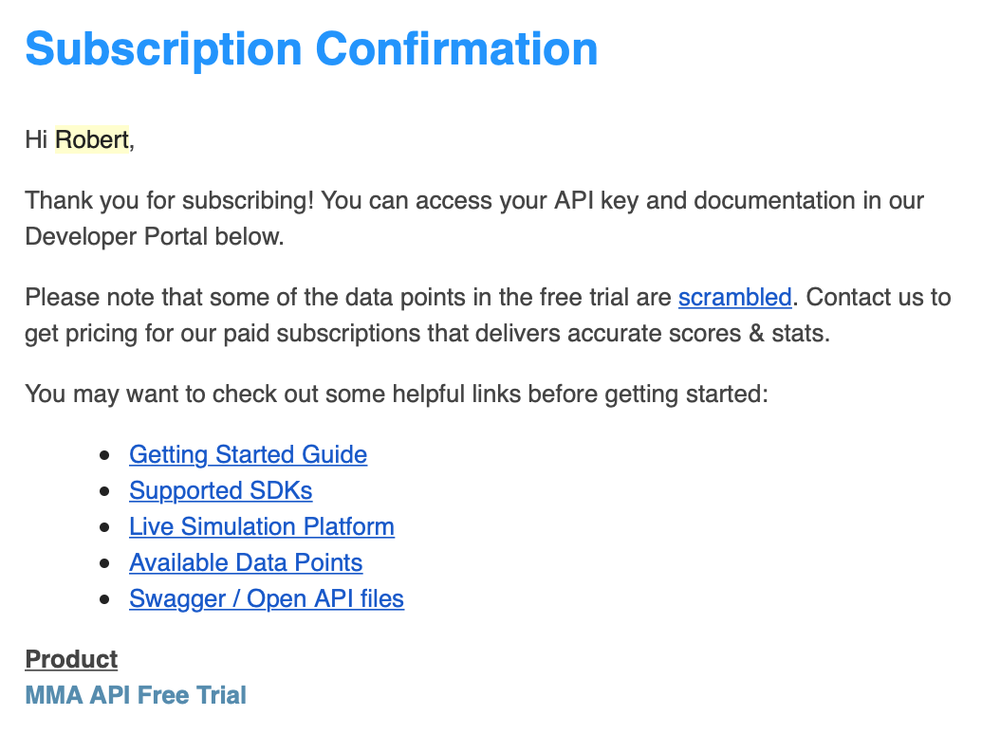 Subscription Confirmation
Hi Robert,
Thank you for subscribing! You can access your API key and documentation in our
Developer Portal below.
Please note that some of the data points in the free trial are scrambled. Contact us to
get pricing for our paid subscriptions that delivers accurate scores & stats.
You may want to check out some helpful links before getting started:
• Getting Started Guide
• Supported SDKs
• Live Simulation Platform
• Available Data Points
• Swagger / Open API files
Product
MMA API Free Trial